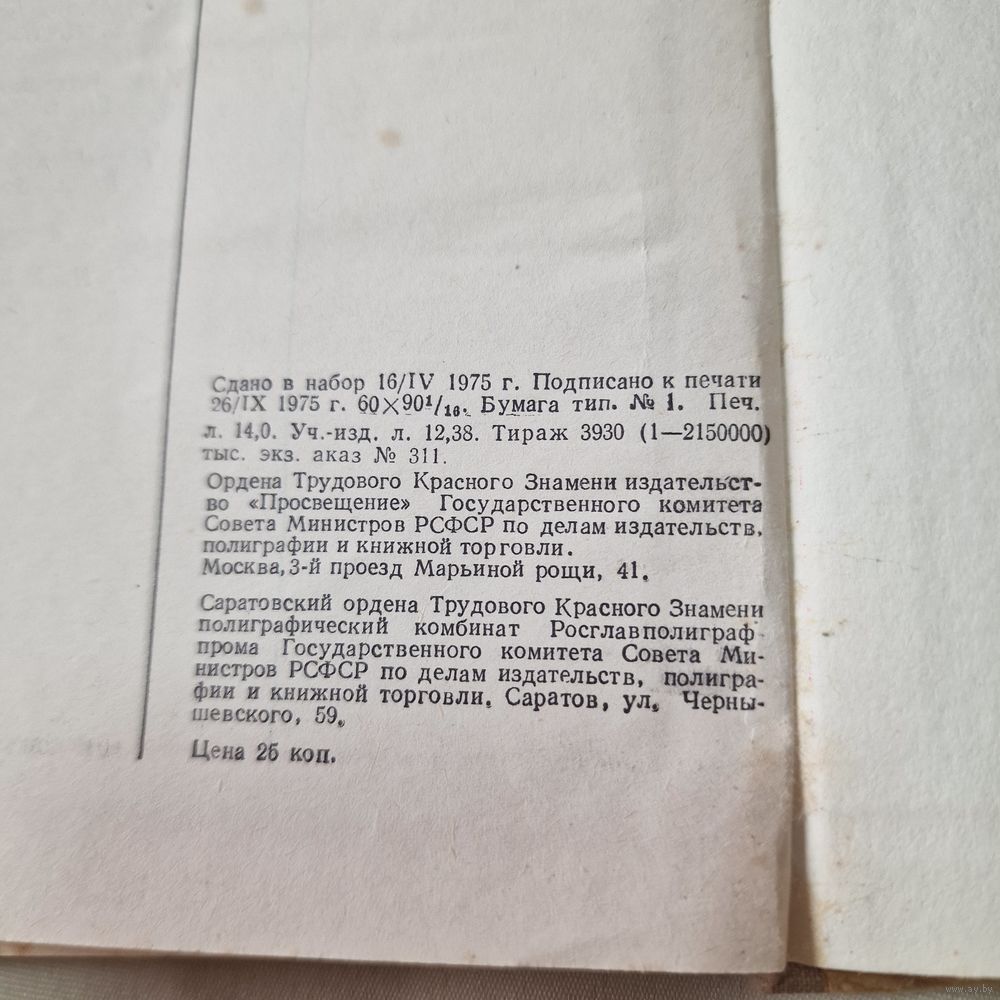 Сдано в набор 16/IV 1975 г. Подписано к печати
26/IX 1975 г. 60×90¹/₁₆. Бумага тип. № 1. Печ.
л. 14,0. Уч.-изд. л. 12,38. Тираж 3930 (1—2150000)
тыс. экз. аказ № 311.
Ордена Трудового Красного Знамени издательст-
во «Просвещение» Государственного комитета
Совета Министров РСФСР по делам издательств,
полиграфии и книжной торговли.
Москва, 3-й проезд Марьиной рощи, 41.
Саратовский ордена Трудового Красного Знамени
полиграфический комбинат Росглавполиграф-
прома Государственного комитета Совета Ми-
нистров РСФСР по делам издательств, полигра-
фии и книжной торговли. Саратов, ул. Черны-
шевского, 59.
Цена 25 коп.
www.ay.by